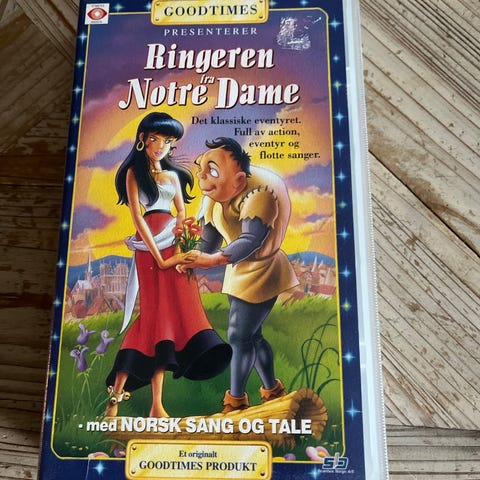 GOODTIMES
PRESENTERER
Ringeren
fra
Notre Dame
Det klassiske eventyret.
Full av action,
eventyr og
flotte sanger.
- med NORSK SANG OG TALE
Et originalt
GOODTIMES PRODUKT